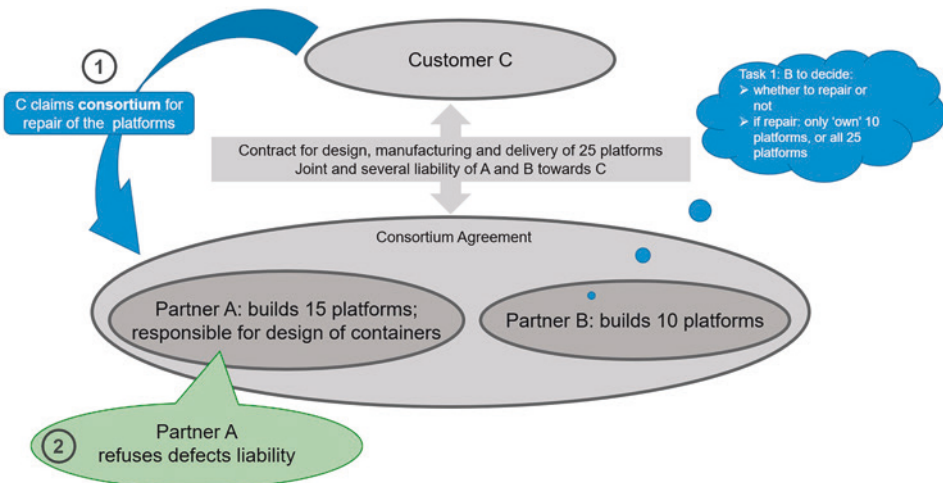 1
C claims consortium for
repair of the platforms
Customer C
Task 1: B to decide:
➢ whether to repair or
not
➢ if repair: only 'own' 10
platforms, or all 25
platforms
Contract for design, manufacturing and delivery of 25 platforms
Joint and several liability of A and B towards C
Consortium Agreement
Partner A: builds 15 platforms;
responsible for design of containers
Partner B: builds 10 platforms
2
Partner A
refuses defects liability